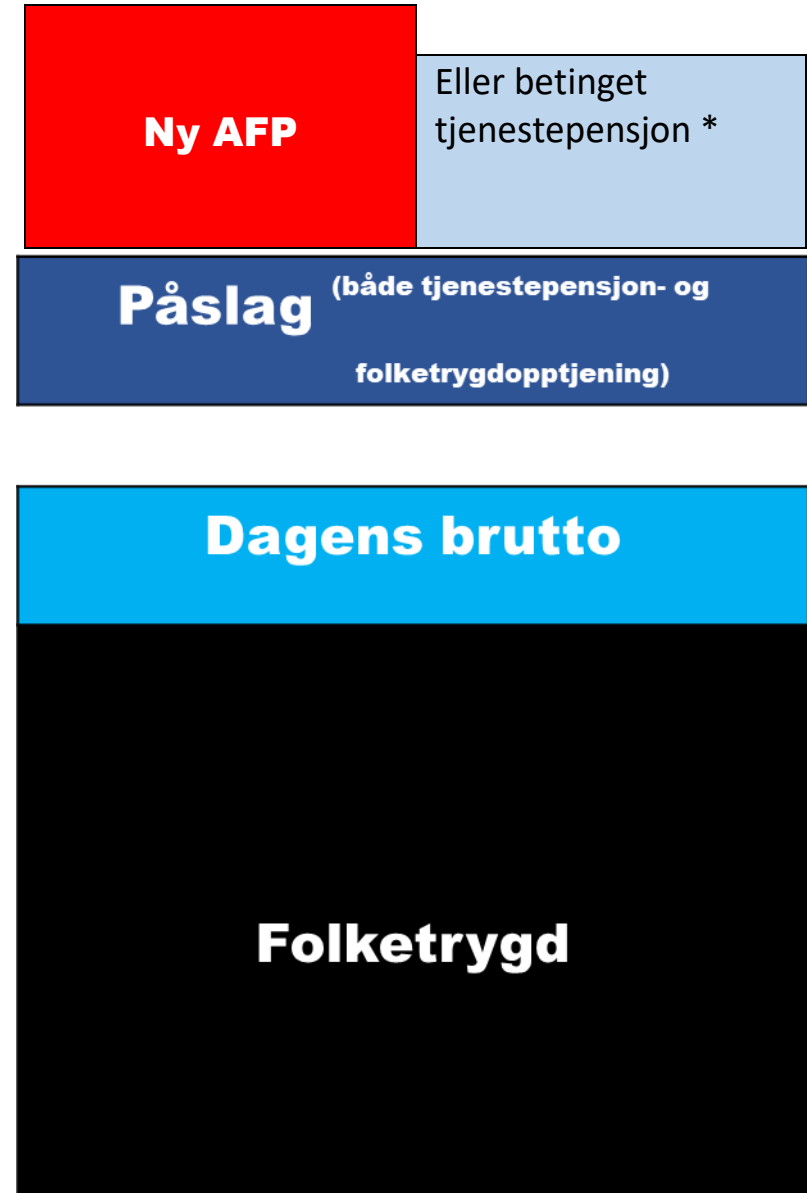 Ny AFP
Eller betinget
tjenestepensjon *
Påslag (både tjenestepensjon- og
folketrygdopptjening)
Dagens brutto
Folketrygd